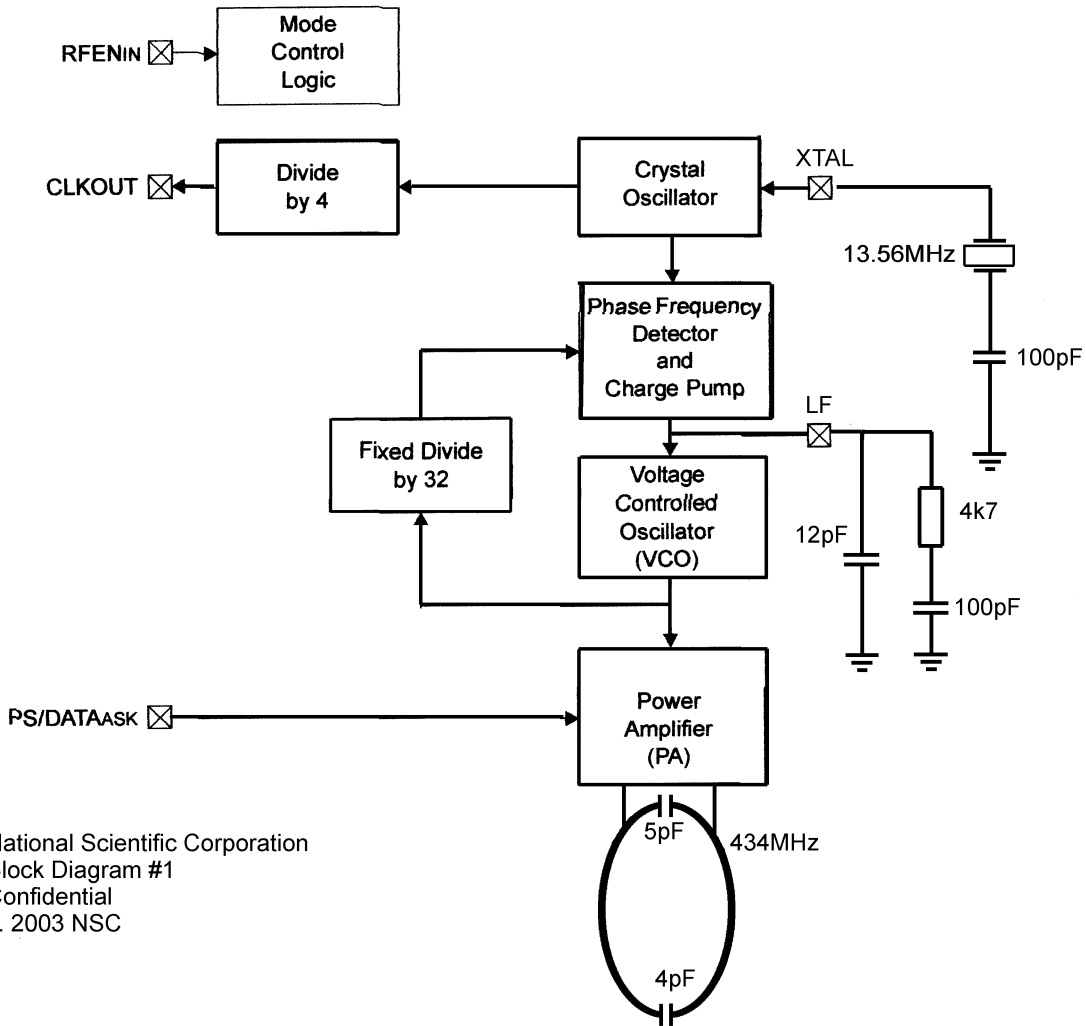 RFENIN
Mode
Control
Logic
CLKOUT
Divide
by 4
Crystal
Oscillator
XTAL
13.56MHz
100pF
Phase Frequency
Detector
and
Charge Pump
LF
Fixed Divide
by 32
Voltage
Controlled
Oscillator
(VCO)
12pF
4k7
100pF
PS/DATAASK
Power
Amplifier
(PA)
5pF
434MHz
4pF
ational Scientific Corporation
lock Diagram #1
onfidential
. 2003 NSC